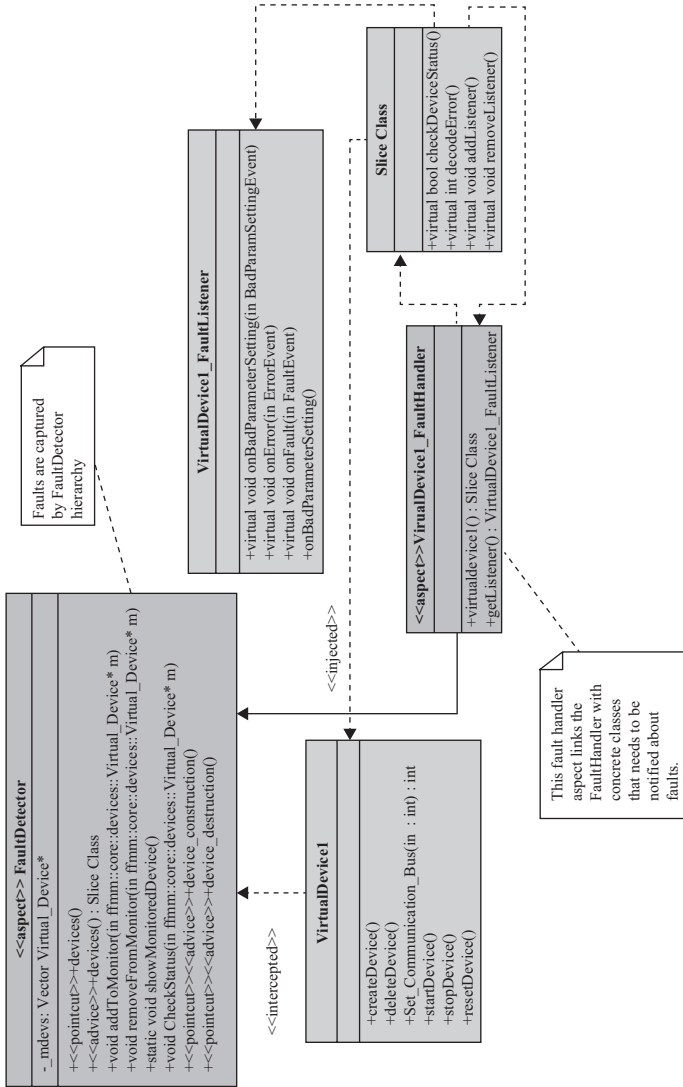 <<aspect>> FaultDetector
-_mdevs: Vector Virtual_Device*
+<<pointcut>>+devices()
+<<advice>>+devices() : Slice Class
+void addToMonitor(in ffmm::core::devices::Virtual_Device* m)
+void removeFromMonitor(in ffmm::core::devices::Virtual_Device* m)
+static void showMonitoredDevice()
+void CheckStatus(in ffmm::core::devices::Virtual_Device* m)
+<<pointcut>><<advice>>+device_construction()
+<<pointcut>><<advice>>+device_destruction()
Faults are captured
by FaultDetector
hierarchy
VirtualDevice1_FaultListener
+virtual void onBadParameterSetting(in BadParamSettingEvent)
+virtual void onError(in ErrorEvent)
+virtual void onFault(in FaultEvent)
+onBadParameterSetting()
<<intercepted>>
<<injected>>
VirtualDevice1
+createDevice()
+deleteDevice()
+Set_Communication_Bus(in : int) : int
+startDevice()
+stopDevice()
+resetDevice()
<<aspect>>VirualDevice1_FaultHandler
+virtualdevice1() : Slice Class
+getListener() : VirtualDevice1_FaultListener
Slice Class
+virtual bool checkDeviceStatus()
+virtual int decodeError()
+virtual void addListener()
+virtual void removeListener()
This fault handler
aspect links the
FaultHandler with
concrete classes
that needs to be
notified about
faults.